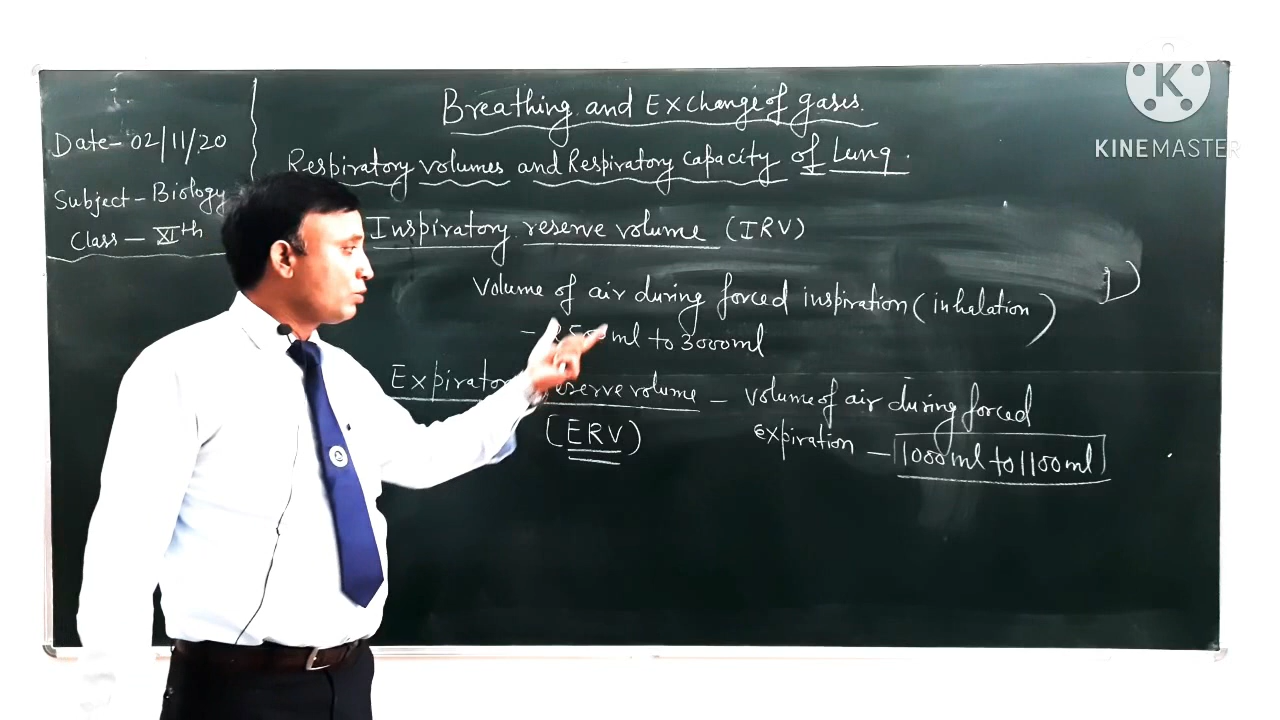 Breathing and Exchange of gases.
Date- 02/11/20
Subject - Biology
Class - XIth
Respiratory volumes and Respiratory capacity of Lung.
Inspiratory reserve volume (IRV)
Volume of air during forced inspiration (inhalation)
ml to 3000ml
reserve volume - volume of air during forced
(ERV)
expiration - 1000ml to 1100ml
K
KINEMASTER